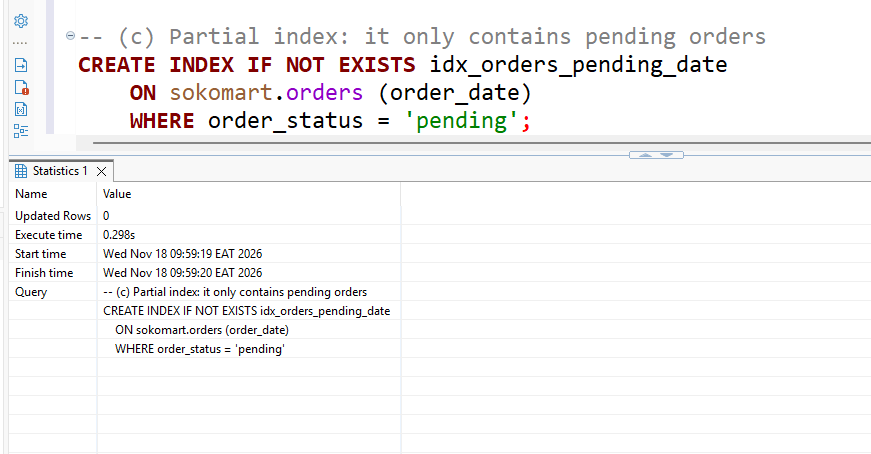 -- (c) Partial index: it only contains pending orders
CREATE INDEX IF NOT EXISTS idx_orders_pending_date
    ON sokomart.orders (order_date)
    WHERE order_status = 'pending';
Statistics 1
Name Value
Updated Rows 0
Execute time 0.298s
Start time Wed Nov 18 09:59:19 EAT 2026
Finish time Wed Nov 18 09:59:20 EAT 2026
Query -- (c) Partial index: it only contains pending orders
CREATE INDEX IF NOT EXISTS idx_orders_pending_date
    ON sokomart.orders (order_date)
    WHERE order_status = 'pending'